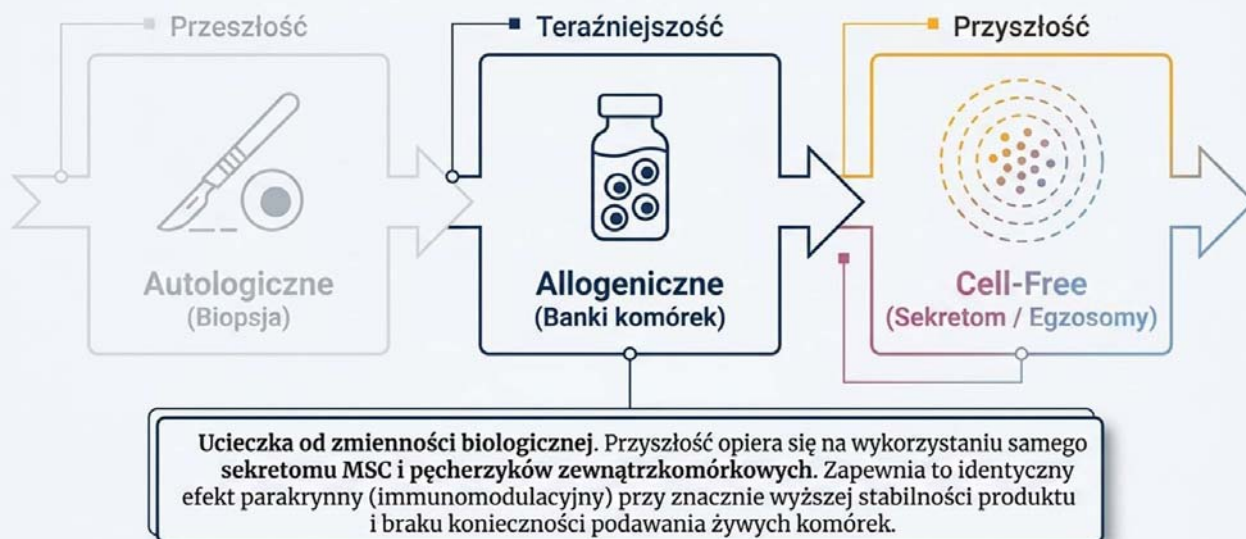 Przeszłość
Autologiczne
(Biopsja)
Teraźniejszość
Allogeniczne
(Banki komórek)
Przyszłość
Cell-Free
(Sekretom / Egzosomy)
Ucieczka od zmienności biologicznej. Przyszłość opiera się na wykorzystaniu samego
sekretomu MSC i pęcherzyków zewnątrzkomórkowych. Zapewnia to identyczny
efekt parakrynny (immunomodulacyjny) przy znacznie wyższej stabilności produktu
i braku konieczności podawania żywych komórek.